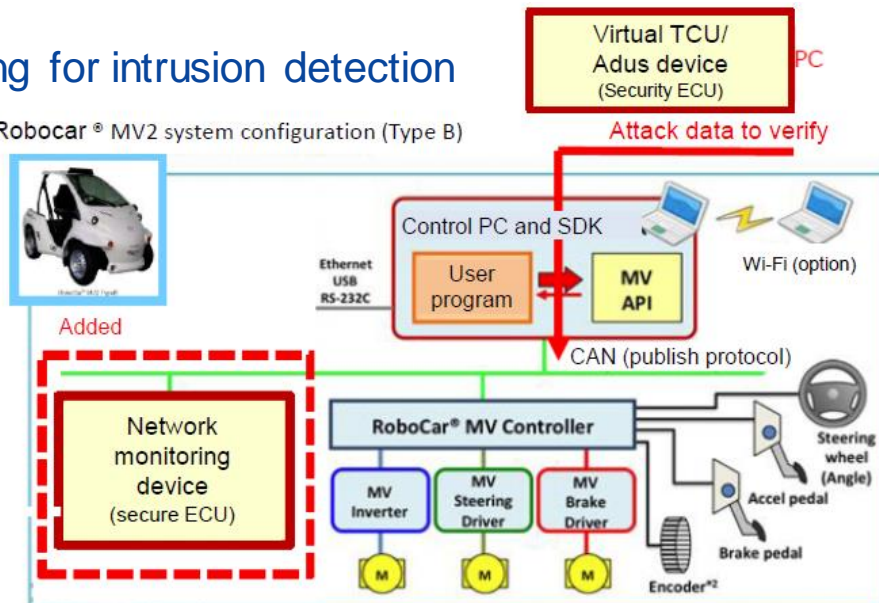 ng for intrusion detection
Virtual TCU/
Adus device
(Security ECU)
PC
Robocar ® MV2 system configuration (Type B)
Attack data to verify
Control PC and SDK
Ethernet
USB
RS-232C
User
program
MV
API
Wi-Fi (option)
Added
CAN (publish protocol)
Network
monitoring
device
(secure ECU)
RoboCar® MV Controller
Steering
wheel
(Angle)
MV
Inverter
MV
Steering
Driver
MV
Brake
Driver
Accel pedal
Brake pedal
M
M
M
Encoder*2